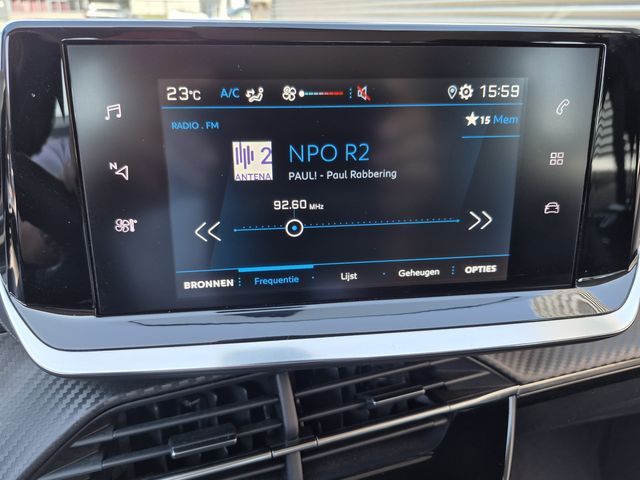 23°C A/C 15:59
RADIO . FM
★15 Mem
2
ANTENA
NPO R2
PAUL! - Paul Rabbering
92.60 MHz
N
BRONNEN Frequentie Lijst Geheugen OPTIES